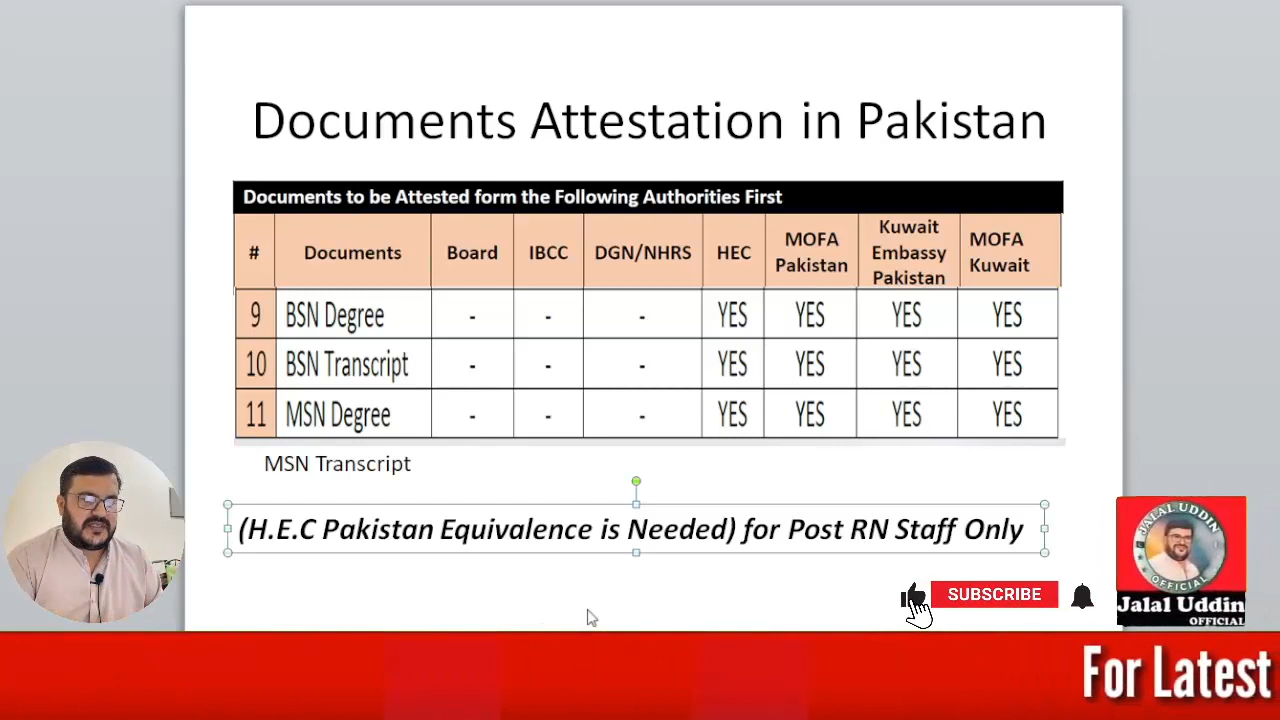 Documents Attestation in Pakistan
Documents to be Attested form the Following Authorities First
# Documents Board IBCC DGN/NHRS HEC MOFA Pakistan Kuwait Embassy Pakistan MOFA Kuwait
9 BSN Degree - - - YES YES YES YES
10 BSN Transcript - - - YES YES YES YES
11 MSN Degree - - - YES YES YES YES
MSN Transcript
(H.E.C Pakistan Equivalence is Needed) for Post RN Staff Only
SUBSCRIBE
JALAL UDDIN
OFFICIAL
Jalal Uddin
OFFICIAL
For Latest